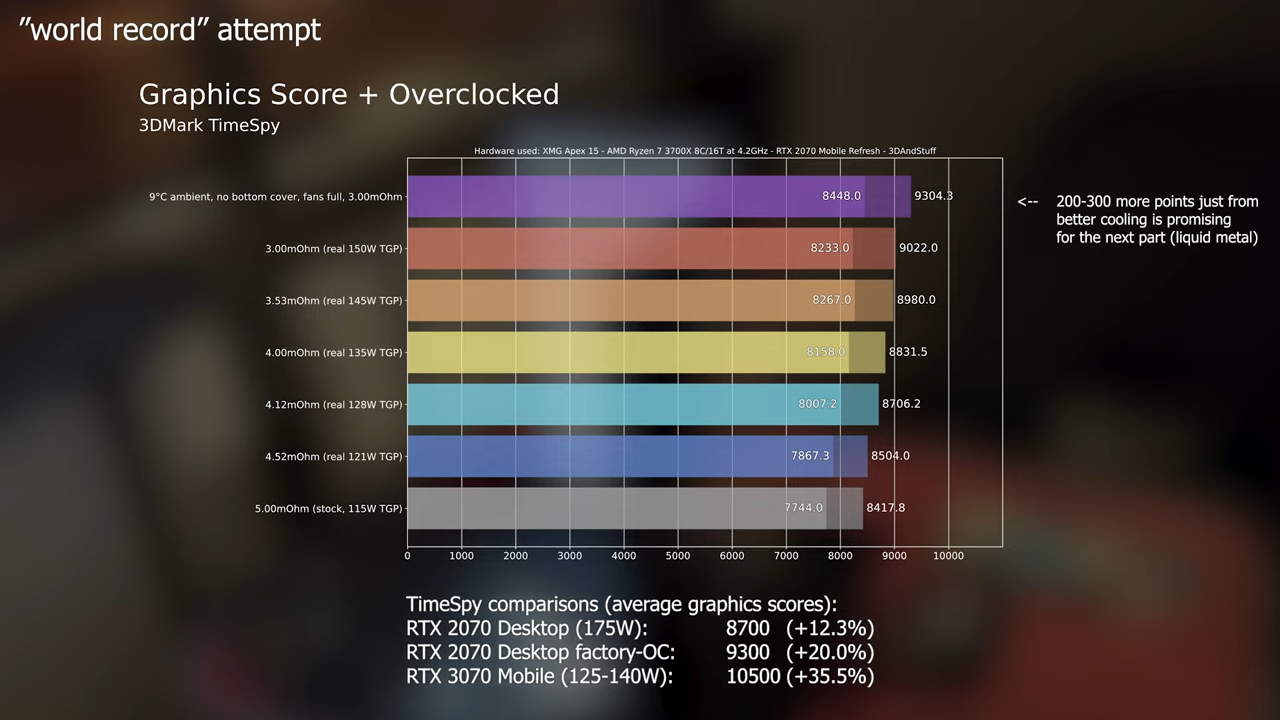 ”world record” attempt
Graphics Score + Overclocked
3DMark TimeSpy
Hardware used: XMG Apex 15 - AMD Ryzen 7 3700X 8C/16T at 4.2GHz - RTX 2070 Mobile Refresh - 3DAndStuff
9°C ambient, no bottom cover, fans full, 3.00mOhm 8448.0 9304.3
<-- 200-300 more points just from
better cooling is promising
for the next part (liquid metal)
3.00mOhm (real 150W TGP) 8233.0 9022.0
3.53mOhm (real 145W TGP) 8267.0 8980.0
4.00mOhm (real 135W TGP) 8158.0 8831.5
4.12mOhm (real 128W TGP) 8007.2 8706.2
4.52mOhm (real 121W TGP) 7867.3 8504.0
5.00mOhm (stock, 115W TGP) 7744.0 8417.8
0 1000 2000 3000 4000 5000 6000 7000 8000 9000 10000
TimeSpy comparisons (average graphics scores):
RTX 2070 Desktop (175W): 8700 (+12.3%)
RTX 2070 Desktop factory-OC: 9300 (+20.0%)
RTX 3070 Mobile (125-140W): 10500 (+35.5%)